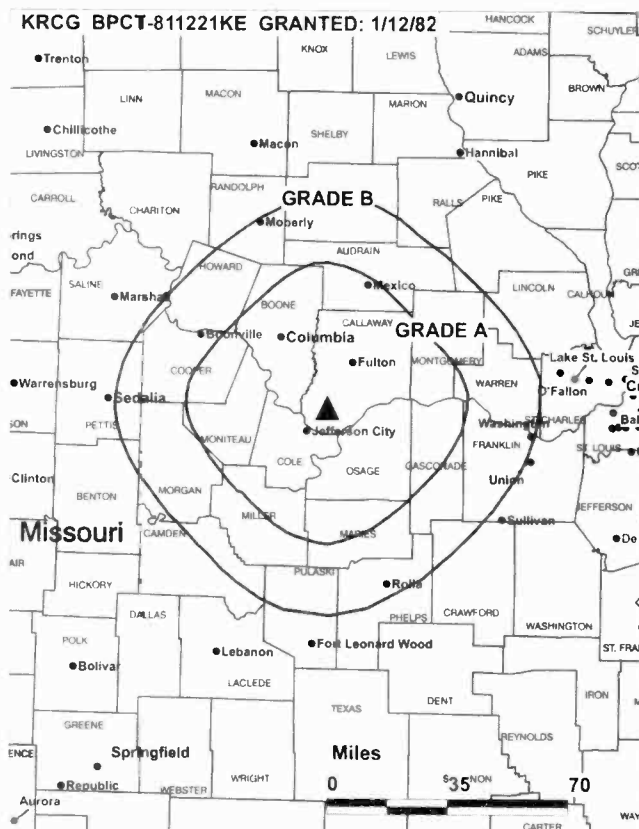 KRCG BPCT-811221KE GRANTED: 1/12/82
HANCOCK
SCHUYLER
KNOX
LEWIS
ADAMS
Trenton
LINN
MACON
MARION
Quincy
BROWN
Chillicothe
SHELBY
Macon
Hannibal
LIVINGSTON
PIKE
SCOT
CARROLL
RANDOLPH
RALLS
PIKE
CHARITON
GRADE B
Moberly
rings
ond
AUDRAIN
HOWARD
GR
SALINE
LINCOLN
CALHOUN
FAYETTE
Marshall
BOONE
Mexico
CALLAWAY
JE
Boonville
Columbia
GRADE A
Lake St. Louis
COOPER
Fulton
MONTGOMERY
WARREN
Warrensburg
Sedalia
O'Fallon
ST CHARLES
Bal
SON
PETTIS
Jefferson City
Washington
MONITEAU
FRANKLIN
ST LOUIS
COLE
OSAGE
GASCONADE
Clinton
Union
BENTON
MORGAN
MILLER
JEFFERSON
Sullivan
Missouri
CAMDEN
MARIES
De
AIR
PULASKI
HICKORY
Rolla
DALLAS
PHELPS
CRAWFORD
WASHINGTON
POLK
Lebanon
Fort Leonard Wood
ST. FRAN
Bolivar
LACLEDE
DENT
IRON
TEXAS
GREENE
REYNOLDS
Springfield
Miles
ENCE
WRIGHT
Republic
WEBSTER
0 35 70
Aurora
CARTER
WAY